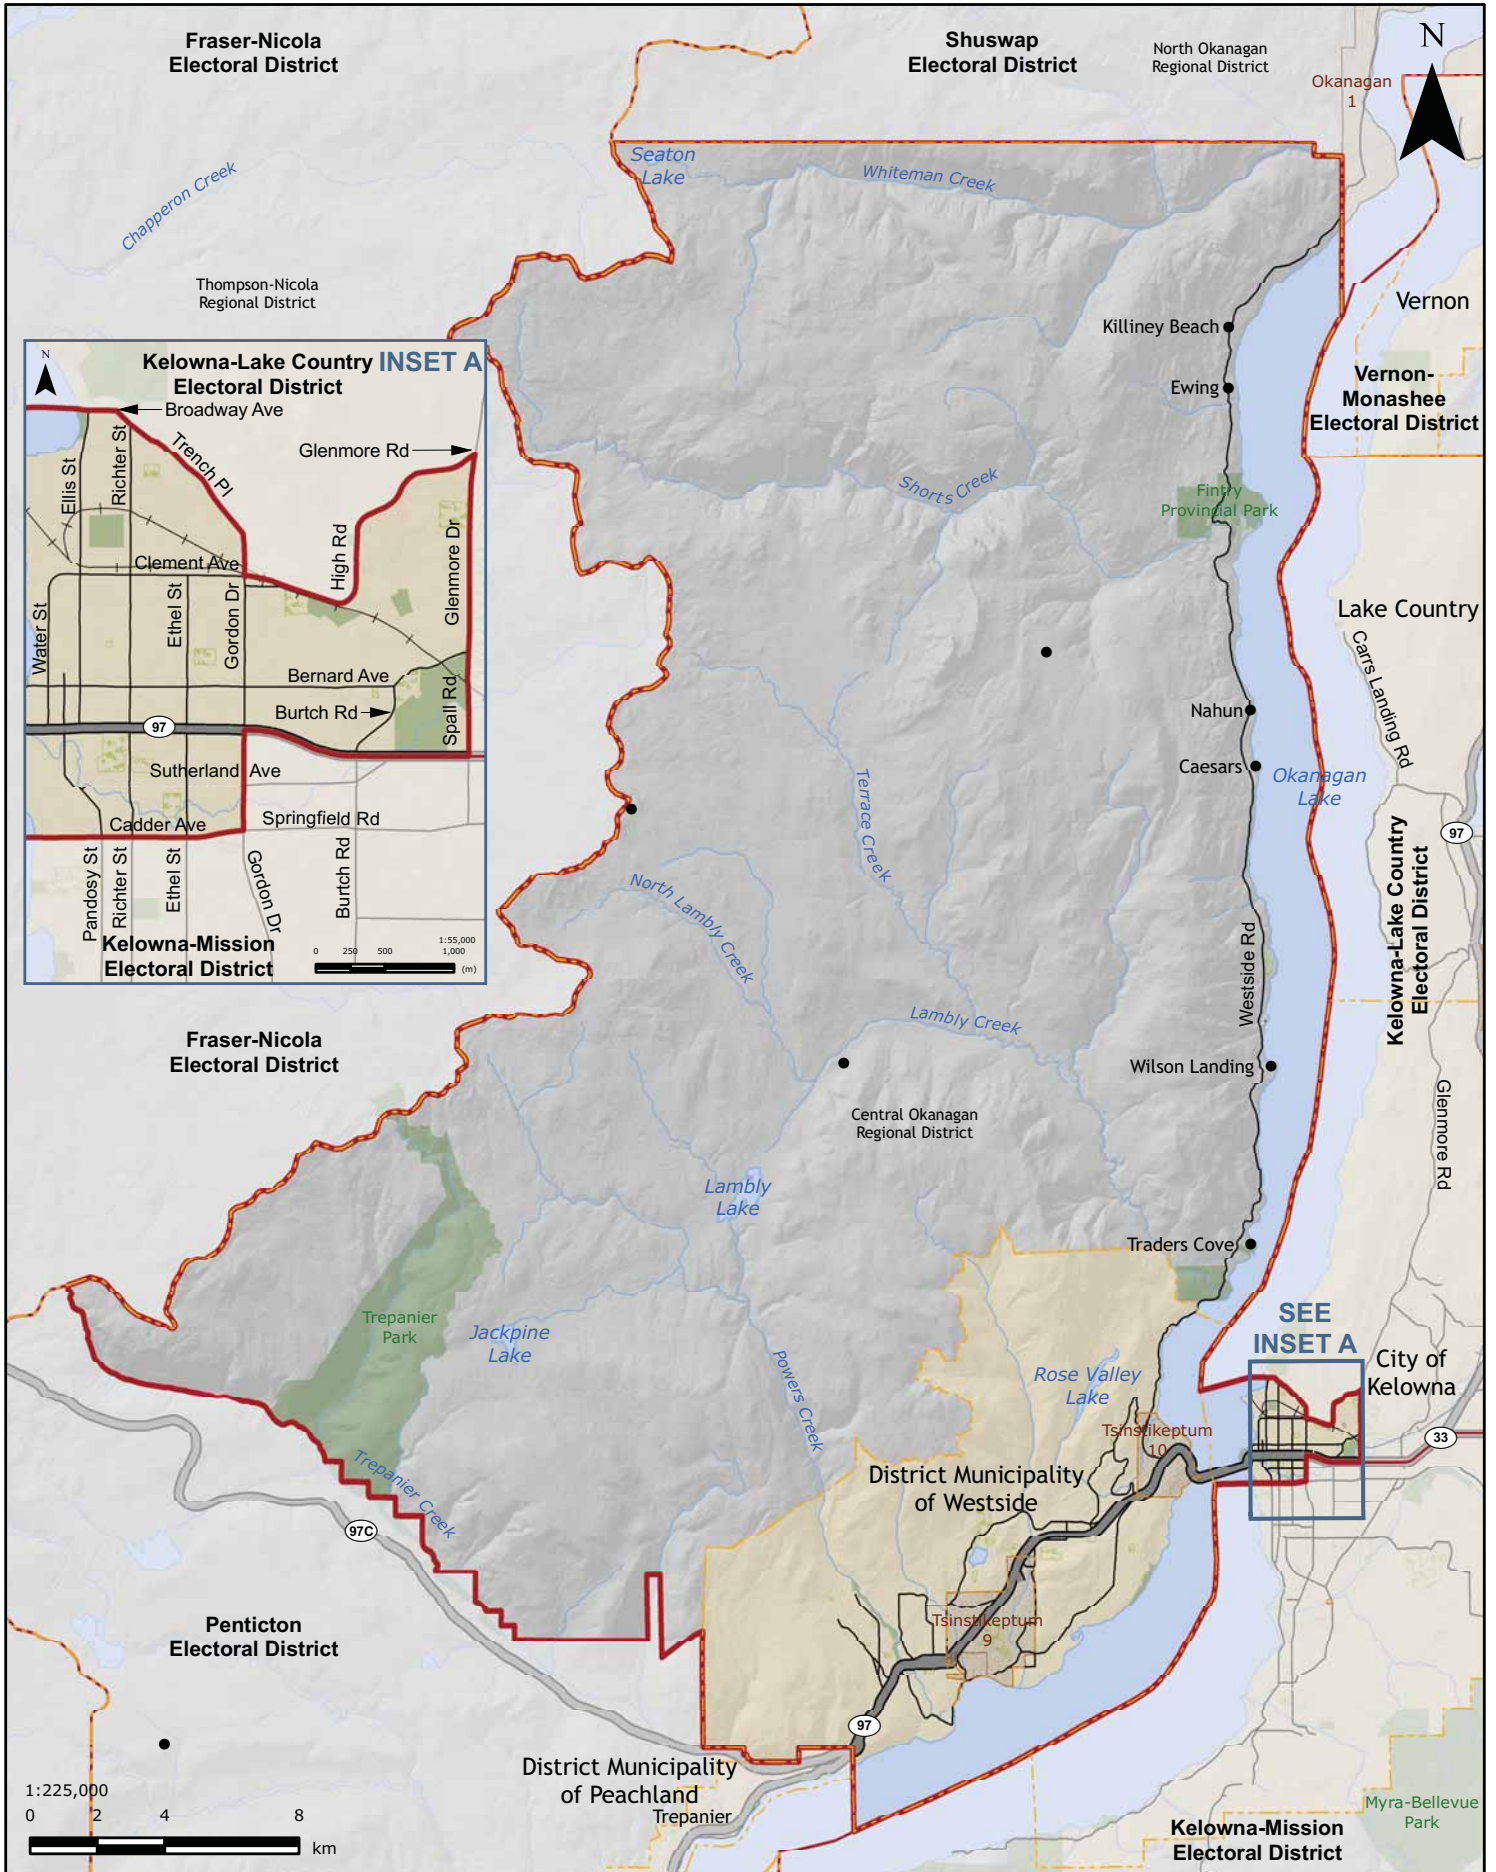 Fraser-Nicola
Electoral District
Shuswap
Electoral District
North Okanagan
Regional District
N
Okanagan
1
Seaton
Lake
Whiteman Creek
Chapperon Creek
Thompson-Nicola
Regional District
Vernon
Killiney Beach
Ewing
Vernon-
Monashee
Electoral District
N
Kelowna-Lake Country
Electoral District
INSET A
Broadway Ave
Trench Pl
Glenmore Rd
Ellis St
Richter St
High Rd
Glenmore Dr
Clement Ave
Water St
Ethel St
Gordon Dr
Bernard Ave
Burtch Rd
Spall Rd
97
Sutherland Ave
Cadder Ave
Springfield Rd
Pandosy St
Richter St
Ethel St
Gordon Dr
Burtch Rd
Kelowna-Mission
Electoral District
1:55,000
0 250 500 1,000
(m)
Shorts Creek
Fintry
Provincial Park
Lake Country
Carrs Landing Rd
Nahun
Caesars
Okanagan
Lake
Terrace Creek
97
Kelowna-Lake Country
Electoral District
North Lambly Creek
Westside Rd
Lambly Creek
Fraser-Nicola
Electoral District
Wilson Landing
Glenmore Rd
Central Okanagan
Regional District
Lambly
Lake
Traders Cove
Trepanier
Park
Jackpine
Lake
SEE
INSET A
City of
Kelowna
Powers Creek
Rose Valley
Lake
Tsinstikeptum
10
33
Trepanier Creek
District Municipality
of Westside
97C
Penticton
Electoral District
Tsinstikeptum
9
97
District Municipality
of Peachland
Trepanier
1:225,000
0 2 4 8
km
Myra-Bellevue
Park
Kelowna-Mission
Electoral District